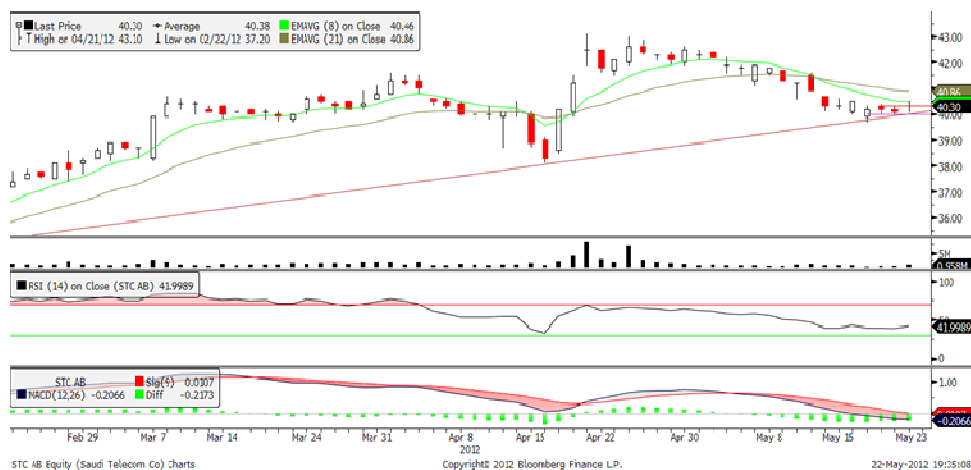 Last Price 40.30 Average 40.38 EMAVG (8) on Close 40.46
High on 04/21/12 43.10 Low on 02/22/12 37.20 EMAVG (21) on Close 40.86
43.00
42.00
40.86
40.30
40.00
39.00
38.00
37.00
36.00
5M
RSI (14) on Close (STC AB) 41.9989
100
50
41.9989
0
STC AB Sig(9) 0.0107
MACD(12,26) -0.2066 Diff -0.2173
1.00
-0.2066
Feb 29 Mar 7 Mar 14 Mar 24 Mar 31 Apr 8 Apr 15 Apr 22 Apr 30 May 8 May 15 May 23
2012
STC AB Equity (Saudi Telecom Co) Charts Copyright© 2012 Bloomberg Finance L.P. 22-May-2012 19:35:08